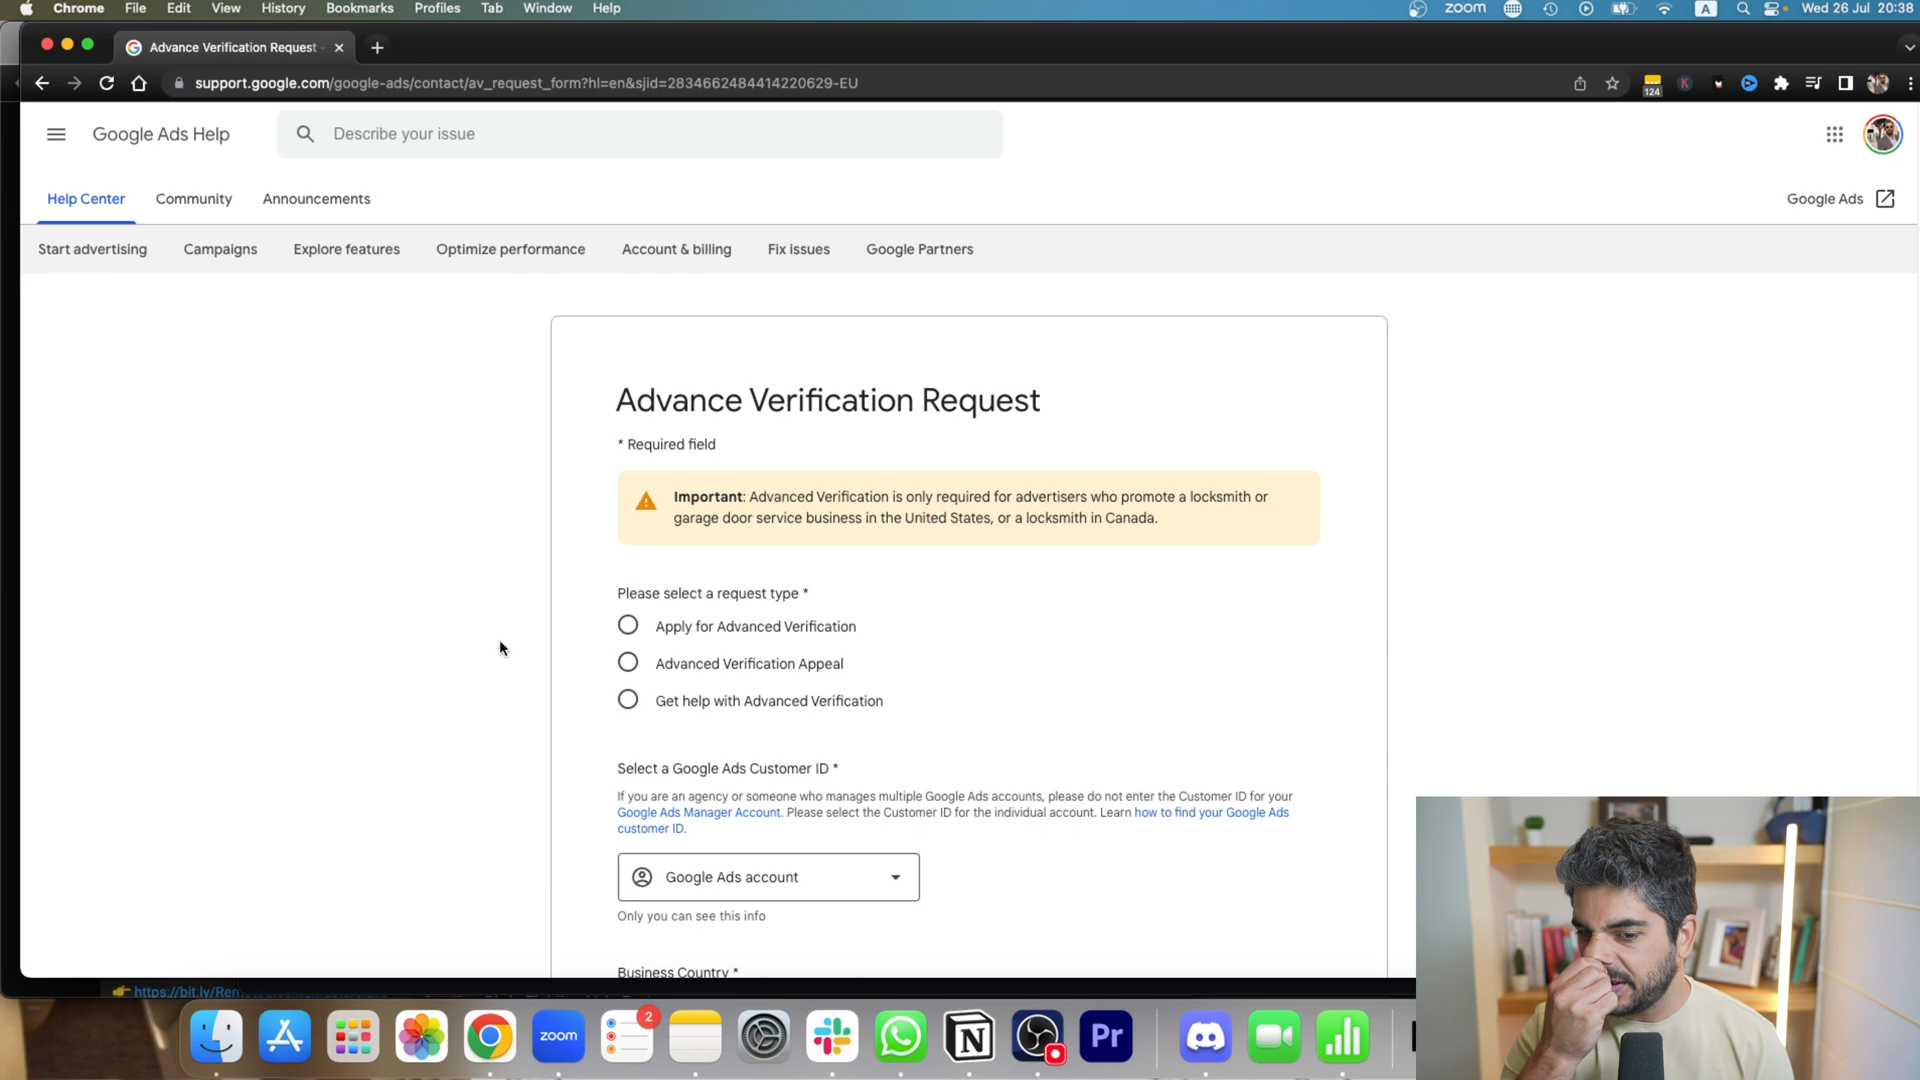 Chrome File Edit View History Bookmarks Profiles Tab Window Help
zoom A Wed 26 Jul 20:38
Advance Verification Request
support.google.com/google-ads/contact/av_request_form?hl=en&sjid=2834662484414220629-EU
124
K
Google Ads Help
Describe your issue
Help Center Community Announcements
Google Ads
Start advertising Campaigns Explore features Optimize performance Account & billing Fix issues Google Partners
Advance Verification Request
* Required field
Important: Advanced Verification is only required for advertisers who promote a locksmith or
garage door service business in the United States, or a locksmith in Canada.
Please select a request type *
Apply for Advanced Verification
Advanced Verification Appeal
Get help with Advanced Verification
Select a Google Ads Customer ID *
If you are an agency or someone who manages multiple Google Ads accounts, please do not enter the Customer ID for your
Google Ads Manager Account. Please select the Customer ID for the individual account. Learn how to find your Google Ads
customer ID.
Google Ads account
Only you can see this info
Business Country *
zoom
2
N
Pr